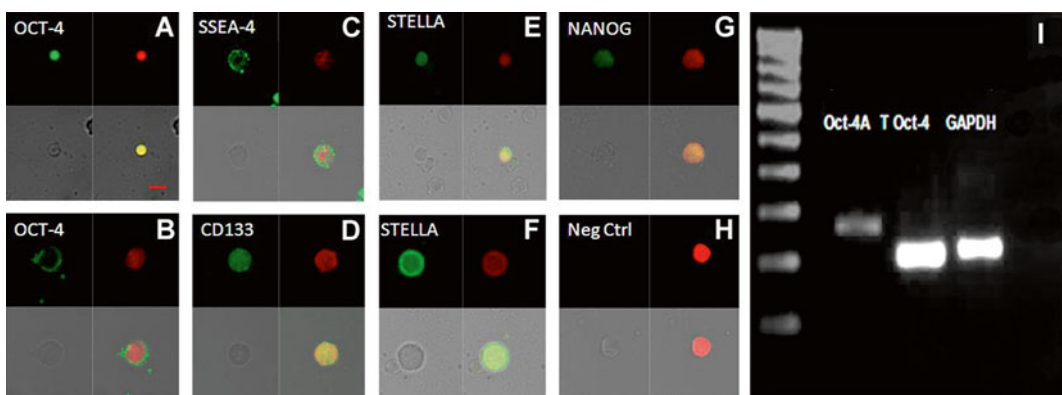 OCT-4 A
SSEA-4 C
STELLA E
NANOG G
I
Oct-4A T Oct-4 GAPDH
OCT-4 B
CD133 D
STELLA F
Neg Ctrl H